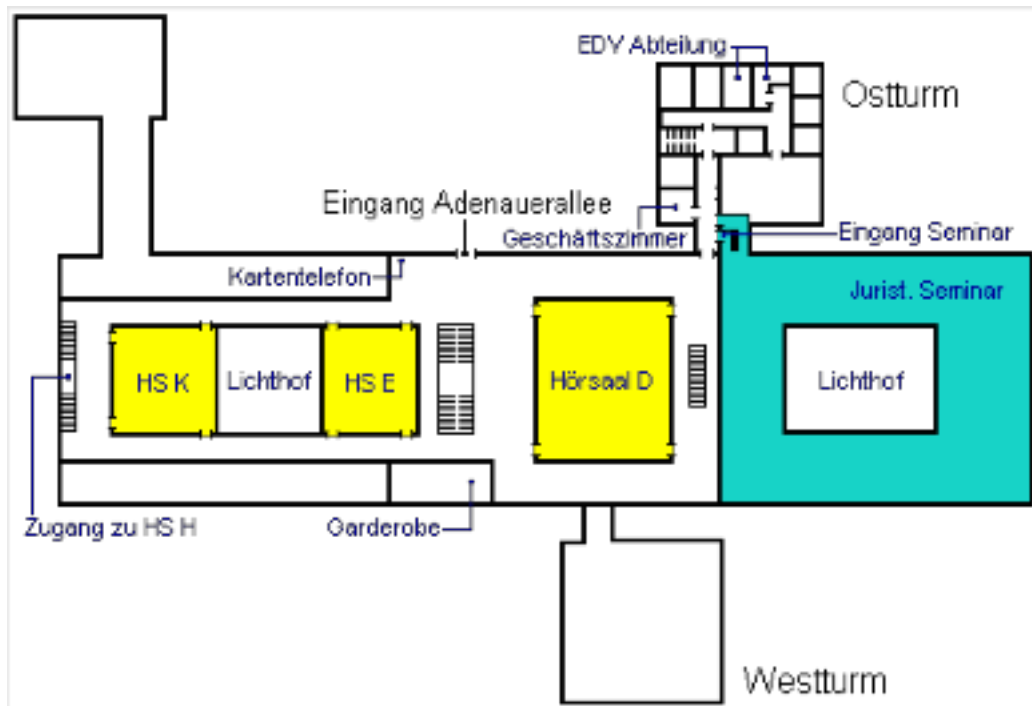 EDV Abteilung
Ostturm
Eingang Adenauerallee
Geschäftszimmer
Eingang Seminar
Kartentelefon
Jurist. Seminar
HS K
Lichthof
HS E
Hörsaal D
Lichthof
Zugang zu HS H
Garderobe
Westturm